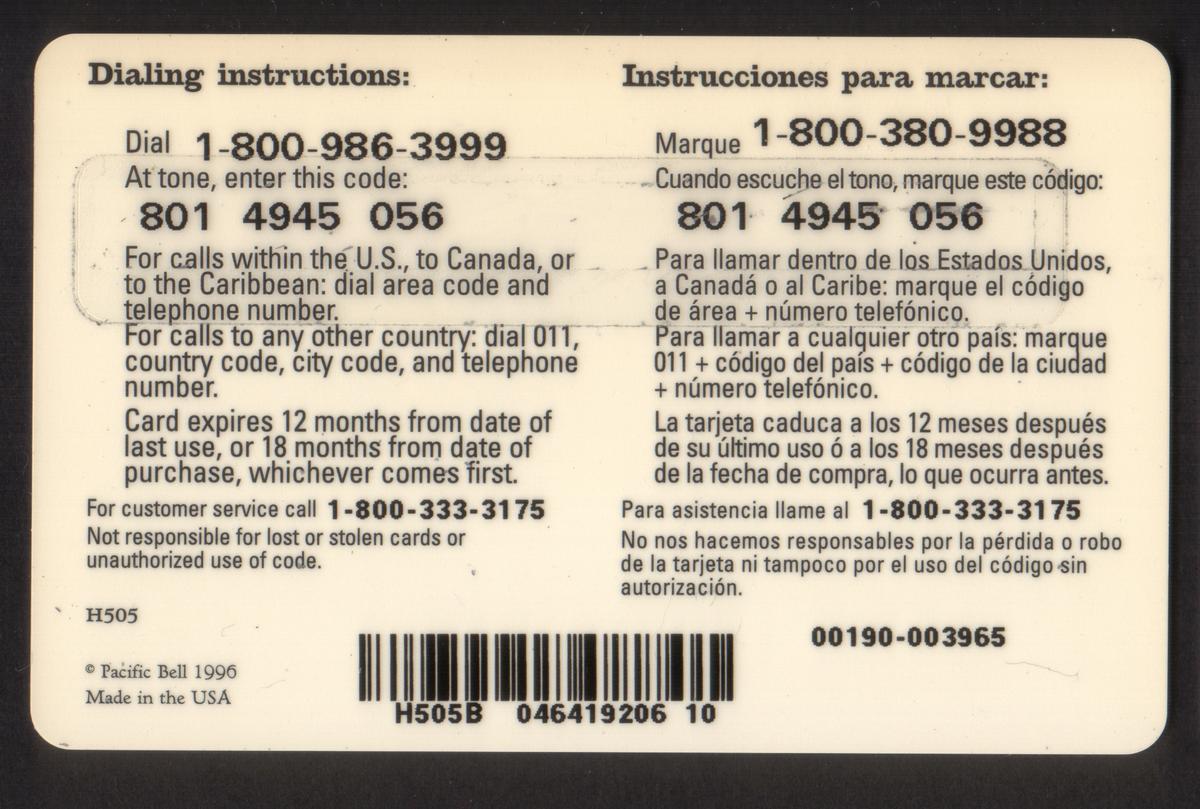 Dialing instructions:
Dial 1-800-986-3999
At tone, enter this code:
801 4945 056
For calls within the U.S., to Canada, or
to the Caribbean: dial area code and
telephone number.
For calls to any other country: dial 011,
country code, city code, and telephone
number.
Card expires 12 months from date of
last use, or 18 months from date of
purchase, whichever comes first.
For customer service call 1-800-333-3175
Not responsible for lost or stolen cards or
unauthorized use of code.
H505
© Pacific Bell 1996
Made in the USA
Instrucciones para marcar:
Marque 1-800-380-9988
Cuando escuche el tono, marque este código:
801 4945 056
Para llamar dentro de los Estados Unidos,
a Canadá o al Caribe: marque el código
de área + número telefónico.
Para llamar a cualquier otro país: marque
011 + código del país + código de la ciudad
+ número telefónico.
La tarjeta caduca a los 12 meses después
de su último uso ó a los 18 meses después
de la fecha de compra, lo que ocurra antes.
Para asistencia llame al 1-800-333-3175
No nos hacemos responsables por la pérdida o robo
de la tarjeta ni tampoco por el uso del código sin
autorización.
00190-003965
H505B 046419206 10